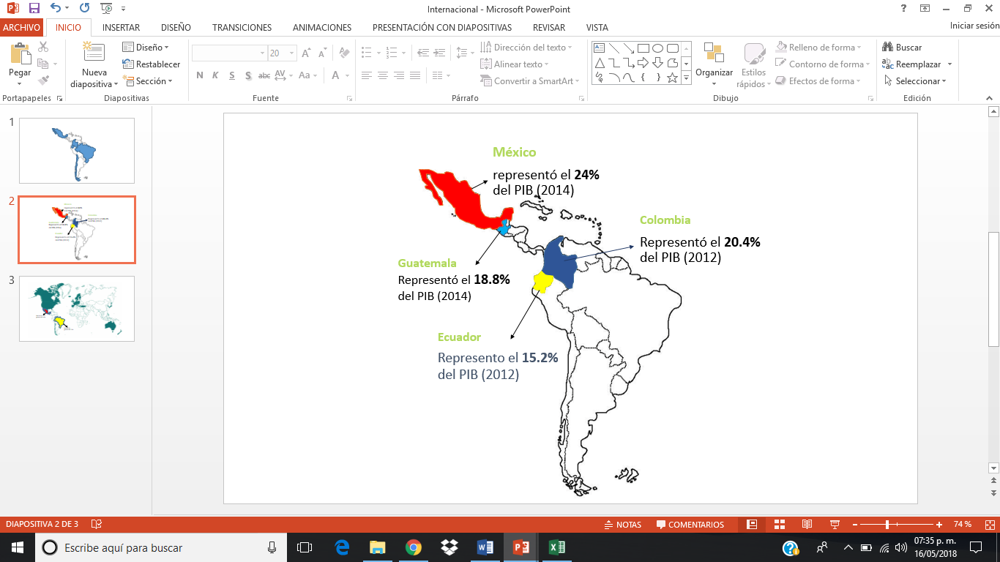 Internacional - Microsoft PowerPoint
?
ARCHIVO INICIO INSERTAR DISEÑO TRANSICIONES ANIMACIONES PRESENTACIÓN CON DIAPOSITIVAS REVISAR VISTA Iniciar sesión
Pegar
Portapapeles
Nueva
diapositiva
Diseño
Restablecer
Sección
Diapositivas
20
N K S S abc AV Aa A
Fuente
Dirección del texto
Alinear texto
Convertir a SmartArt
Párrafo
Organizar
Estilos
rápidos
Relleno de forma
Contorno de forma
Efectos de forma
Dibujo
Buscar
Reemplazar
Seleccionar
Edición
1
2
3
México
representó el 24%
del PIB (2014)
Colombia
Representó el 20.4%
del PIB (2012)
Guatemala
Representó el 18.8%
del PIB (2014)
Ecuador
Represento el 15.2%
del PIB (2012)
DIAPOSITIVA 2 DE 3 NOTAS COMENTARIOS 74 %
Escribe aquí para buscar
07:35 p. m.
16/05/2018